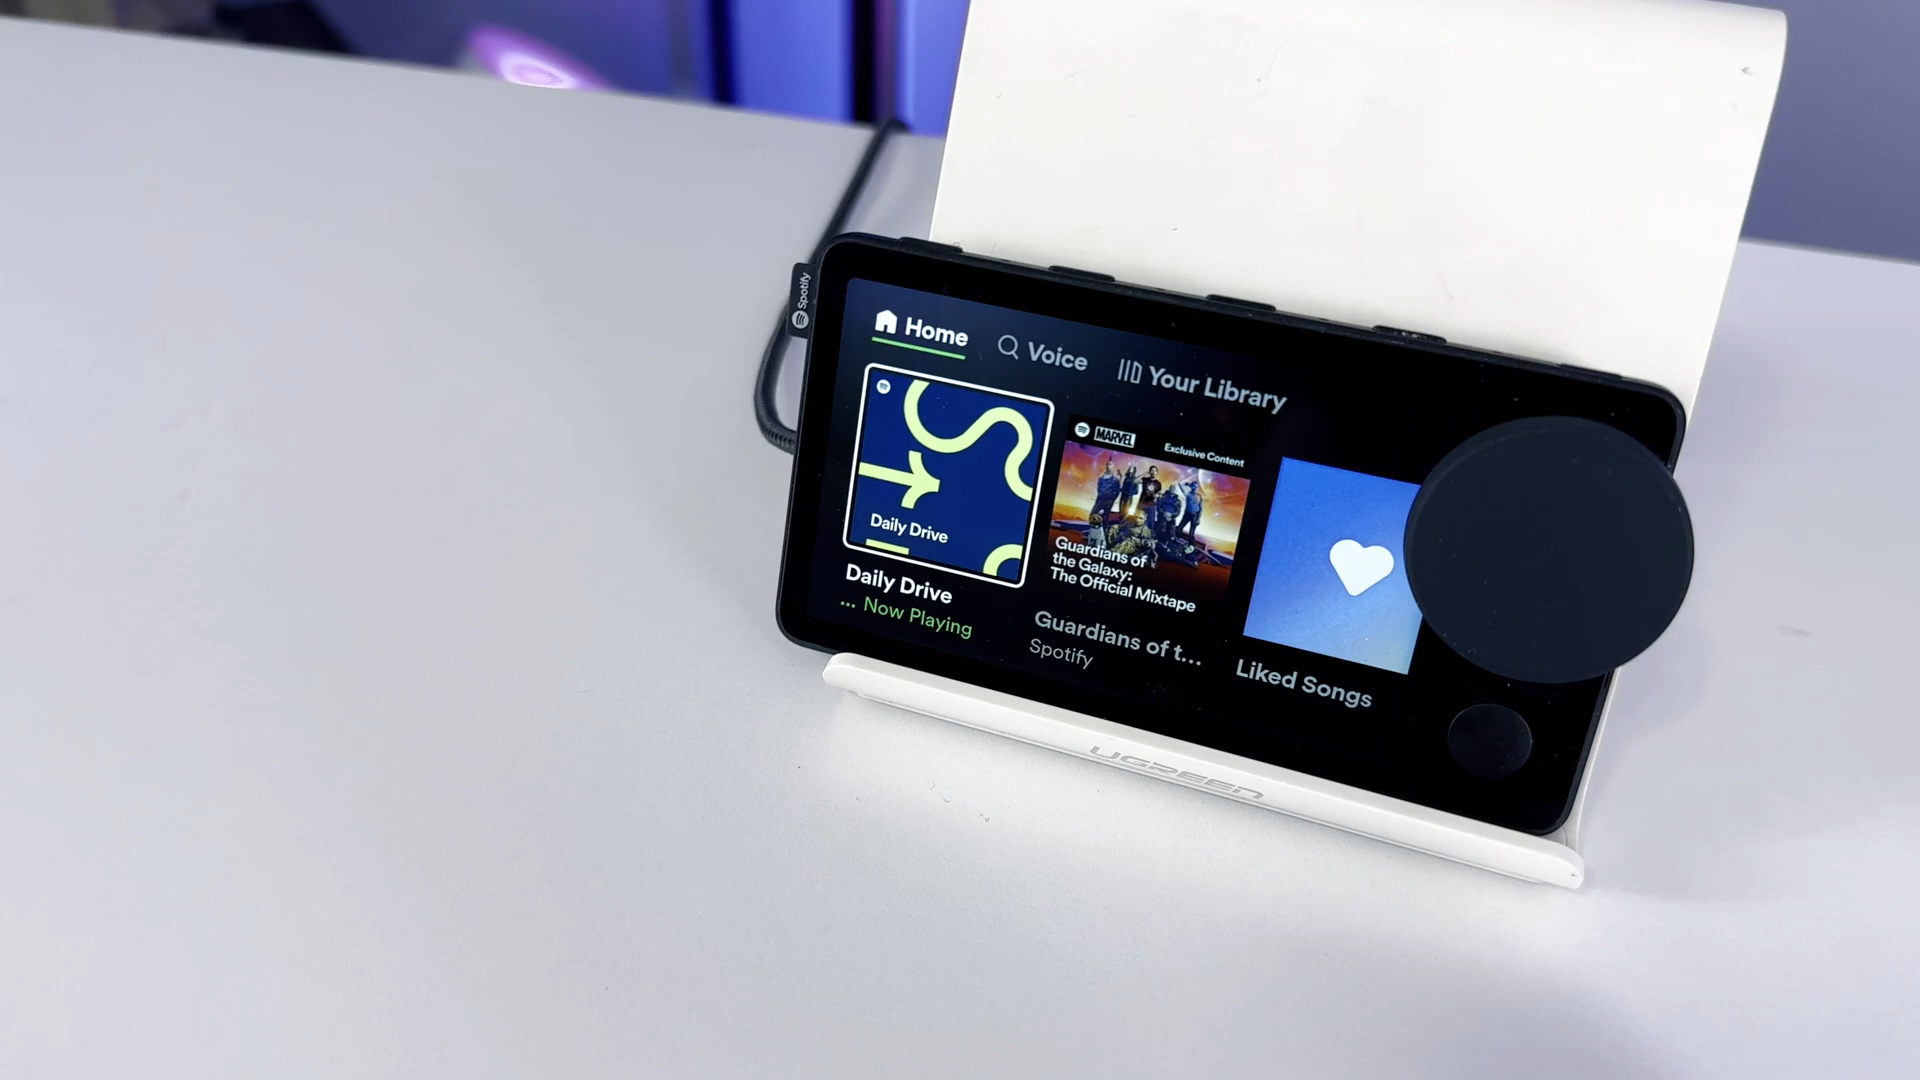 Spotify
Home
Voice
Your Library
Daily Drive
Daily Drive
... Now Playing
MARVEL
Exclusive Content
Guardians of
the Galaxy:
The Official Mixtape
Guardians of t...
Spotify
Liked Songs
UGREEN